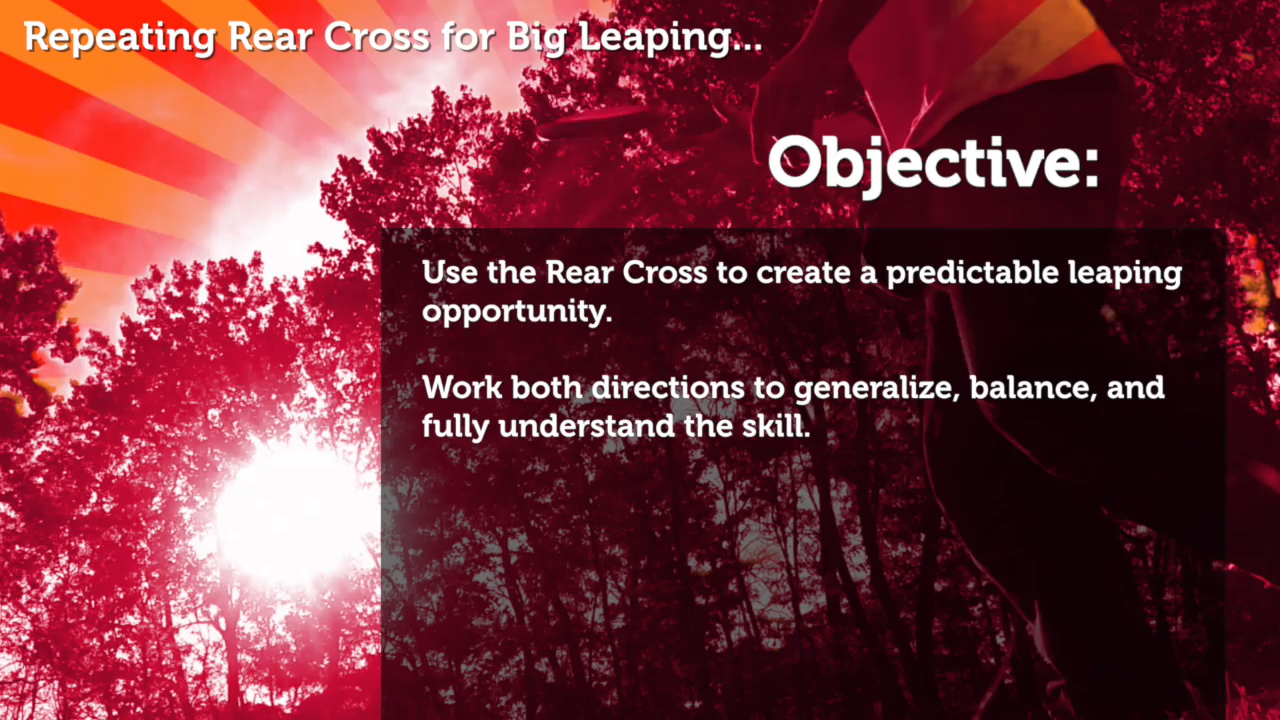 Repeating Rear Cross for Big Leaping...
Objective:
Use the Rear Cross to create a predictable leaping
opportunity.
Work both directions to generalize, balance, and
fully understand the skill.